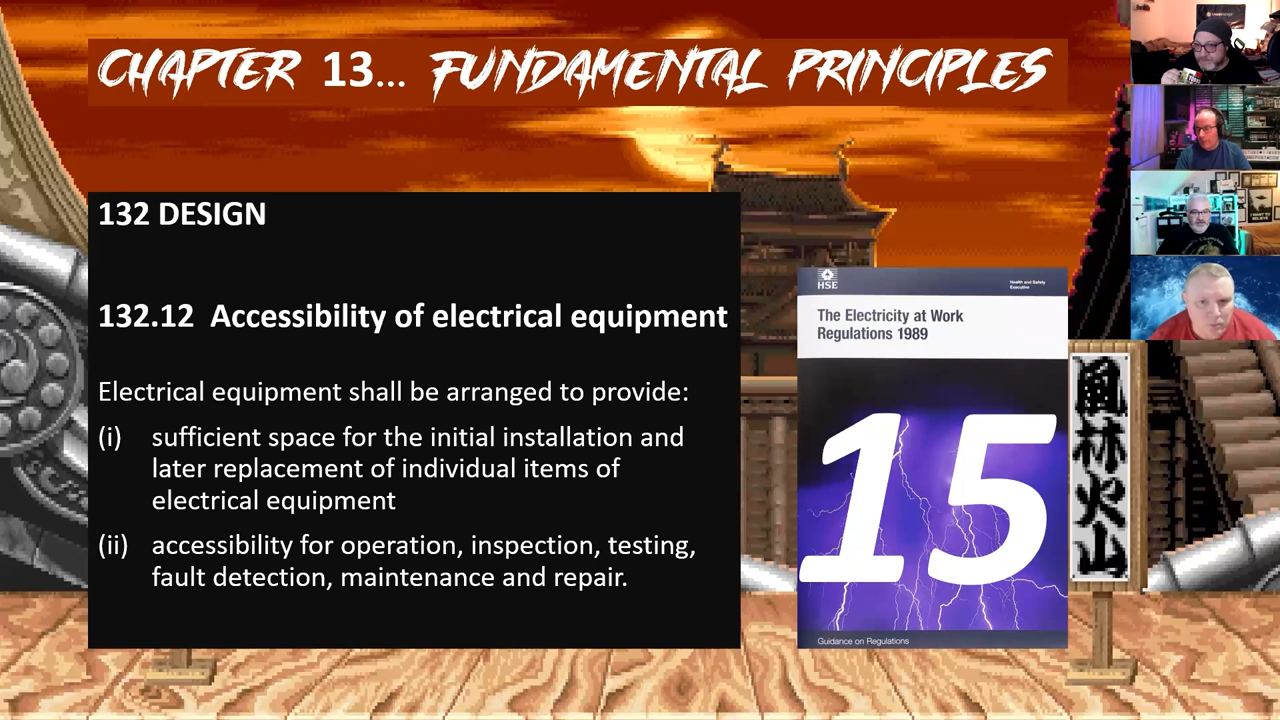 CHAPTER 13... FUNDAMENTAL PRINCIPLES
132 DESIGN
132.12 Accessibility of electrical equipment
Electrical equipment shall be arranged to provide:
(i) sufficient space for the initial installation and
later replacement of individual items of
electrical equipment
(ii) accessibility for operation, inspection, testing,
fault detection, maintenance and repair.
HSE
Health and Safety
Executive
The Electricity at Work
Regulations 1989
15
Guidance on Regulations
風林火山
I WANT TO
BELIEVE